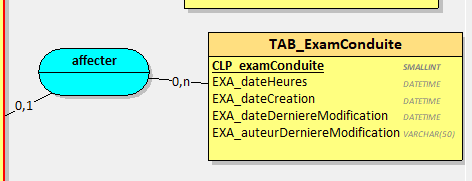 TAB_ExamConduite
affecter
CLP_examConduite SMALLINT
0,n
EXA_dateHeures DATETIME
EXA_dateCreation DATETIME
0,1
EXA_dateDerniereModification DATETIME
EXA_auteurDerniereModification VARCHAR(50)